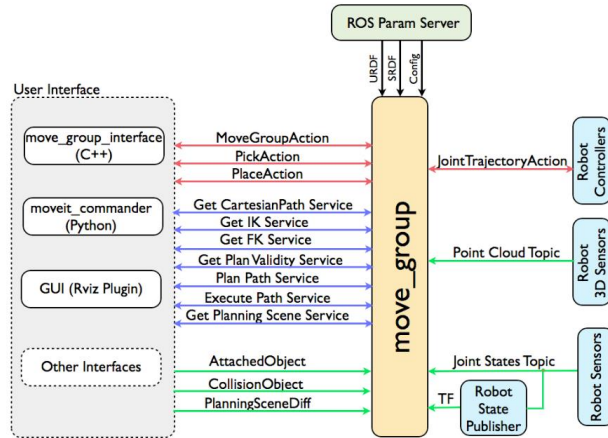 ROS Param Server
URDF
SRDF
Config
User Interface
move_group_interface
(C++)
moveit_commander
(Python)
GUI (Rviz Plugin)
Other Interfaces
MoveGroupAction
PickAction
PlaceAction
Get CartesianPath Service
Get IK Service
Get FK Service
Get Plan Validity Service
Plan Path Service
Execute Path Service
Get Planning Scene Service
AttachedObject
CollisionObject
PlanningSceneDiff
move_group
JointTrajectoryAction
Robot
Controllers
Point Cloud Topic
Robot
3D Sensors
Joint States Topic
TF
Robot
State
Publisher
Robot Sensors